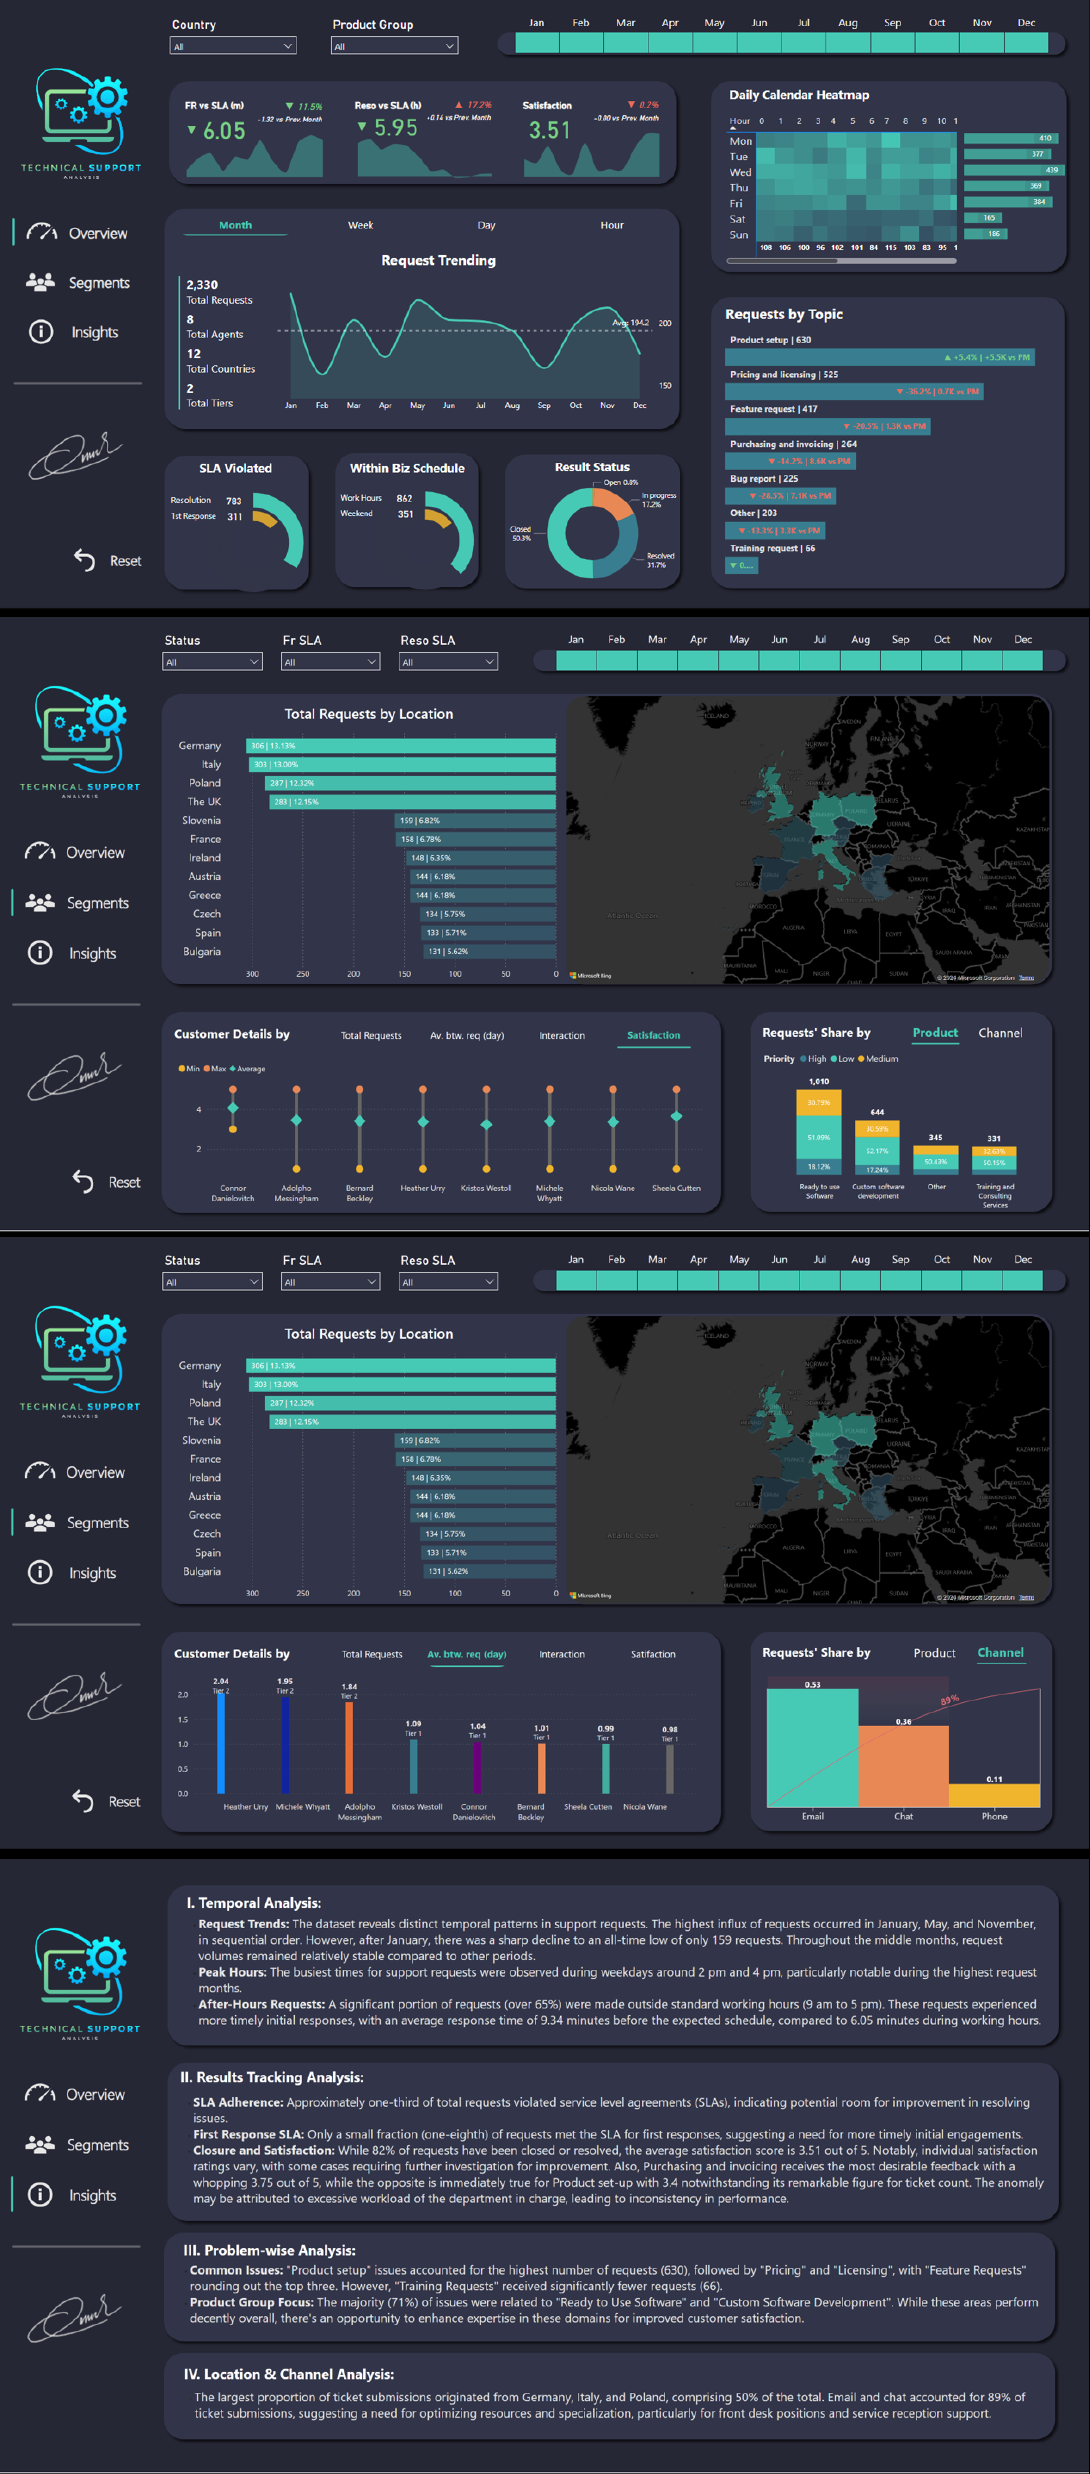 Country
Product Group
All
All
Jan Feb Mar Apr May Jun Jul Aug Sep Oct Nov Dec
TECHNICAL SUPPORT
ANALYSIS
Overview
Segments
Insights
Reset
FR vs SLA (m)
▼ 11.5%
▼ 6.05
-1.32 vs Prev. Month
Reso vs SLA (h)
▲ 17.2%
▼ 5.95
+0.14 vs Prev. Month
Satisfaction
▼ 0.2%
3.51
-0.00 vs Prev. Month
Daily Calendar Heatmap
Hour 0 1 2 3 4 5 6 7 8 9 10 1
Mon 410
Tue 377
Wed 439
Thu 369
Fri 384
Sat 165
Sun 186
108 106 100 96 102 101 84 115 103 83 95 1
Month Week Day Hour
Request Trending
2,330
Total Requests
8
Total Agents
12
Total Countries
2
Total Tiers
Avg: 194.2
200
150
Jan Feb Mar Apr May Jun Jul Aug Sep Oct Nov Dec
Requests by Topic
Product setup | 630
▲ +5.4% | +5.5K vs PM
Pricing and licensing | 525
Feature request | 417
Purchasing and invoicing | 264
Bug report | 225
Other | 203
Training request | 66
▼ 0....
SLA Violated
Resolution 783
1st Response 311
Within Biz Schedule
Work Hours 862
Weekend 351
Result Status
Open 0.8%
In progress
17.2%
Closed
50.3%
Resolved
31.7%
Status
Fr SLA
Reso SLA
All
All
All
Jan Feb Mar Apr May Jun Jul Aug Sep Oct Nov Dec
TECHNICAL SUPPORT
ANALYSIS
Overview
Segments
Insights
Reset
Total Requests by Location
Germany 306 | 13.13%
Italy 303 | 13.00%
Poland 287 | 12.32%
The UK 283 | 12.15%
Slovenia 159 | 6.82%
France 158 | 6.78%
Ireland 148 | 6.35%
Austria 144 | 6.18%
Greece 144 | 6.18%
Czech 134 | 5.75%
Spain 133 | 5.71%
Bulgaria 131 | 5.62%
300 250 200 150 100 50 0
ICELAND
SWEDEN
NORWAY
BELARUS
UKRAINE
TÜRKIYE
MOROCCO
ALGERIA
LIBYA
EGYPT
SAUDI ARABIA
IRAQ
IRAN
AFGHANISTAN
MAURITANIA
MALI
NIGER
SUDAN
Atlantic Ocean
Microsoft Bing
Microsoft Corporation Terms
Customer Details by
Total Requests Av. btw. req (day) Interaction Satisfaction
Min Max Average
4
2
Connor Danielovitch
Adolpho Messingham
Bernard Beckley
Heather Urry
Kristos Westoll
Michele Whyatt
Nicola Wane
Sheela Cutten
Requests' Share by Product Channel
Priority High Low Medium
1,010
30.79%
51.09%
18.12%
644
30.59%
52.17%
17.24%
345
50.43%
331
32.63%
50.15%
Ready to use Software
Custom software development
Other
Training and Consulting Services
Status
Fr SLA
Reso SLA
All
All
All
Jan Feb Mar Apr May Jun Jul Aug Sep Oct Nov Dec
TECHNICAL SUPPORT
ANALYSIS
Overview
Segments
Insights
Reset
Total Requests by Location
Germany 306 | 13.13%
Italy 303 | 13.00%
Poland 287 | 12.32%
The UK 283 | 12.15%
Slovenia 159 | 6.82%
France 158 | 6.78%
Ireland 148 | 6.35%
Austria 144 | 6.18%
Greece 144 | 6.18%
Czech 134 | 5.75%
Spain 133 | 5.71%
Bulgaria 131 | 5.62%
300 250 200 150 100 50 0
ICELAND
SWEDEN
NORWAY
BELARUS
UKRAINE
TÜRKIYE
MOROCCO
ALGERIA
LIBYA
EGYPT
SAUDI ARABIA
IRAQ
IRAN
AFGHANISTAN
MAURITANIA
MALI
NIGER
SUDAN
Atlantic Ocean
Microsoft Bing
Microsoft Corporation Terms
Customer Details by
Total Requests Av. btw. req (day) Interaction Satifaction
2.0
1.5
1.0
0.5
0.0
2.04
Tier 2
1.95
Tier 2
1.84
Tier 2
1.09
Tier 1
1.04
Tier 1
1.01
Tier 1
0.99
Tier 1
0.98
Tier 1
Heather Urry
Michele Whyatt
Adolpho Messingham
Kristos Westoll
Connor Danielovitch
Bernard Beckley
Sheela Cutten
Nicola Wane
Requests' Share by Product Channel
0.53
0.36
89%
0.11
Email Chat Phone
TECHNICAL SUPPORT
ANALYSIS
Overview
Segments
Insights
I. Temporal Analysis:
Request Trends: The dataset reveals distinct temporal patterns in support requests. The highest influx of requests occurred in January, May, and November,
in sequential order. However, after January, there was a sharp decline to an all-time low of only 159 requests. Throughout the middle months, request
volumes remained relatively stable compared to other periods.
Peak Hours: The busiest times for support requests were observed during weekdays around 2 pm and 4 pm, particularly notable during the highest request
months.
After-Hours Requests: A significant portion of requests (over 65%) were made outside standard working hours (9 am to 5 pm). These requests experienced
more timely initial responses, with an average response time of 9.34 minutes before the expected schedule, compared to 6.05 minutes during working hours.
II. Results Tracking Analysis:
SLA Adherence: Approximately one-third of total requests violated service level agreements (SLAs), indicating potential room for improvement in resolving
issues.
First Response SLA: Only a small fraction (one-eighth) of requests met the SLA for first responses, suggesting a need for more timely initial engagements.
Closure and Satisfaction: While 82% of requests have been closed or resolved, the average satisfaction score is 3.51 out of 5. Notably, individual satisfaction
ratings vary, with some cases requiring further investigation for improvement. Also, Purchasing and invoicing receives the most desirable feedback with a
whopping 3.75 out of 5, while the opposite is immediately true for Product set-up with 3.4 notwithstanding its remarkable figure for ticket count. The anomaly
may be attributed to excessive workload of the department in charge, leading to inconsistency in performance.
III. Problem-wise Analysis:
Common Issues: "Product setup" issues accounted for the highest number of requests (630), followed by "Pricing" and "Licensing", with "Feature Requests"
rounding out the top three. However, "Training Requests" received significantly fewer requests (66).
Product Group Focus: The majority (71%) of issues were related to "Ready to Use Software" and "Custom Software Development". While these areas perform
decently overall, there's an opportunity to enhance expertise in these domains for improved customer satisfaction.
IV. Location & Channel Analysis:
The largest proportion of ticket submissions originated from Germany, Italy, and Poland, comprising 50% of the total. Email and chat accounted for 89% of
ticket submissions, suggesting a need for optimizing resources and specialization, particularly for front desk positions and service reception support.